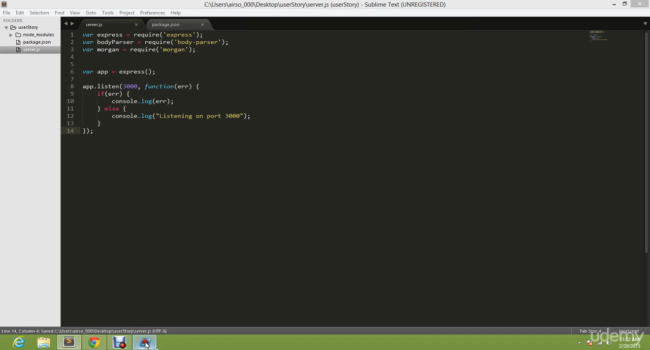 C:\Users\airso_000\Desktop\userStory\server.js (userStory) - Sublime Text (UNREGISTERED)
File Edit Selection Find View Goto Tools Project Preferences Help
FOLDERS
userStory
node_modules
package.json
server.js
server.js × package.json ×
1 var express = require('express');
2 var bodyParser = require('body-parser');
3 var morgan = require('morgan');
4
5
6 var app = express();
7
8 app.listen(3000, function(err) {
9 if(err) {
10 console.log(err);
11 } else {
12 console.log("Listening on port 3000");
13 }
14 });
Line 14, Column 4; Saved C:\Users\airso_000\Desktop\userStory\server.js (UTF-8)
Tab Size: 4
JavaScript
udemy